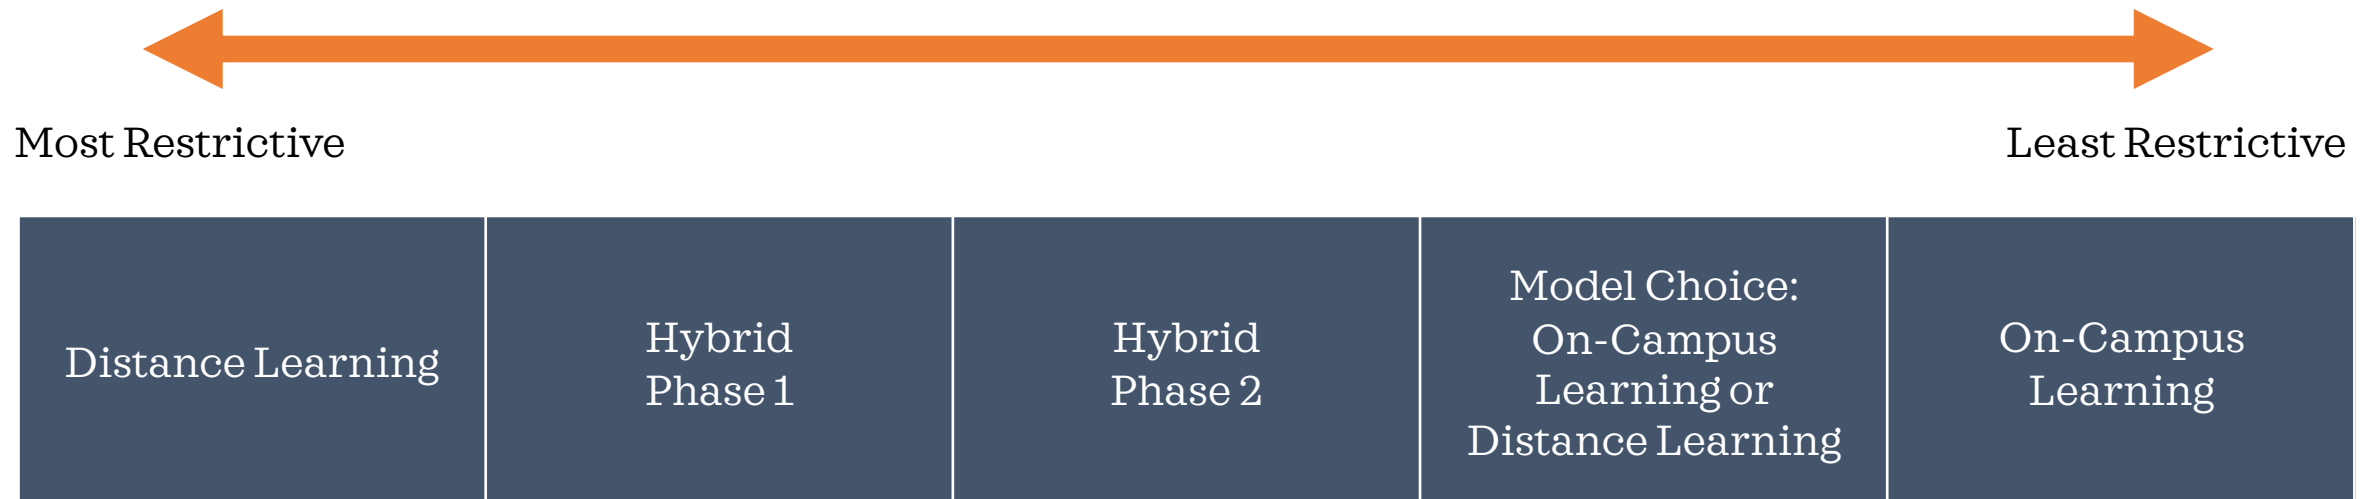 Most Restrictive
Least Restrictive
Distance Learning
Hybrid
Phase 1
Hybrid
Phase 2
Model Choice:
On-Campus
Learning or
Distance Learning
On-Campus
Learning